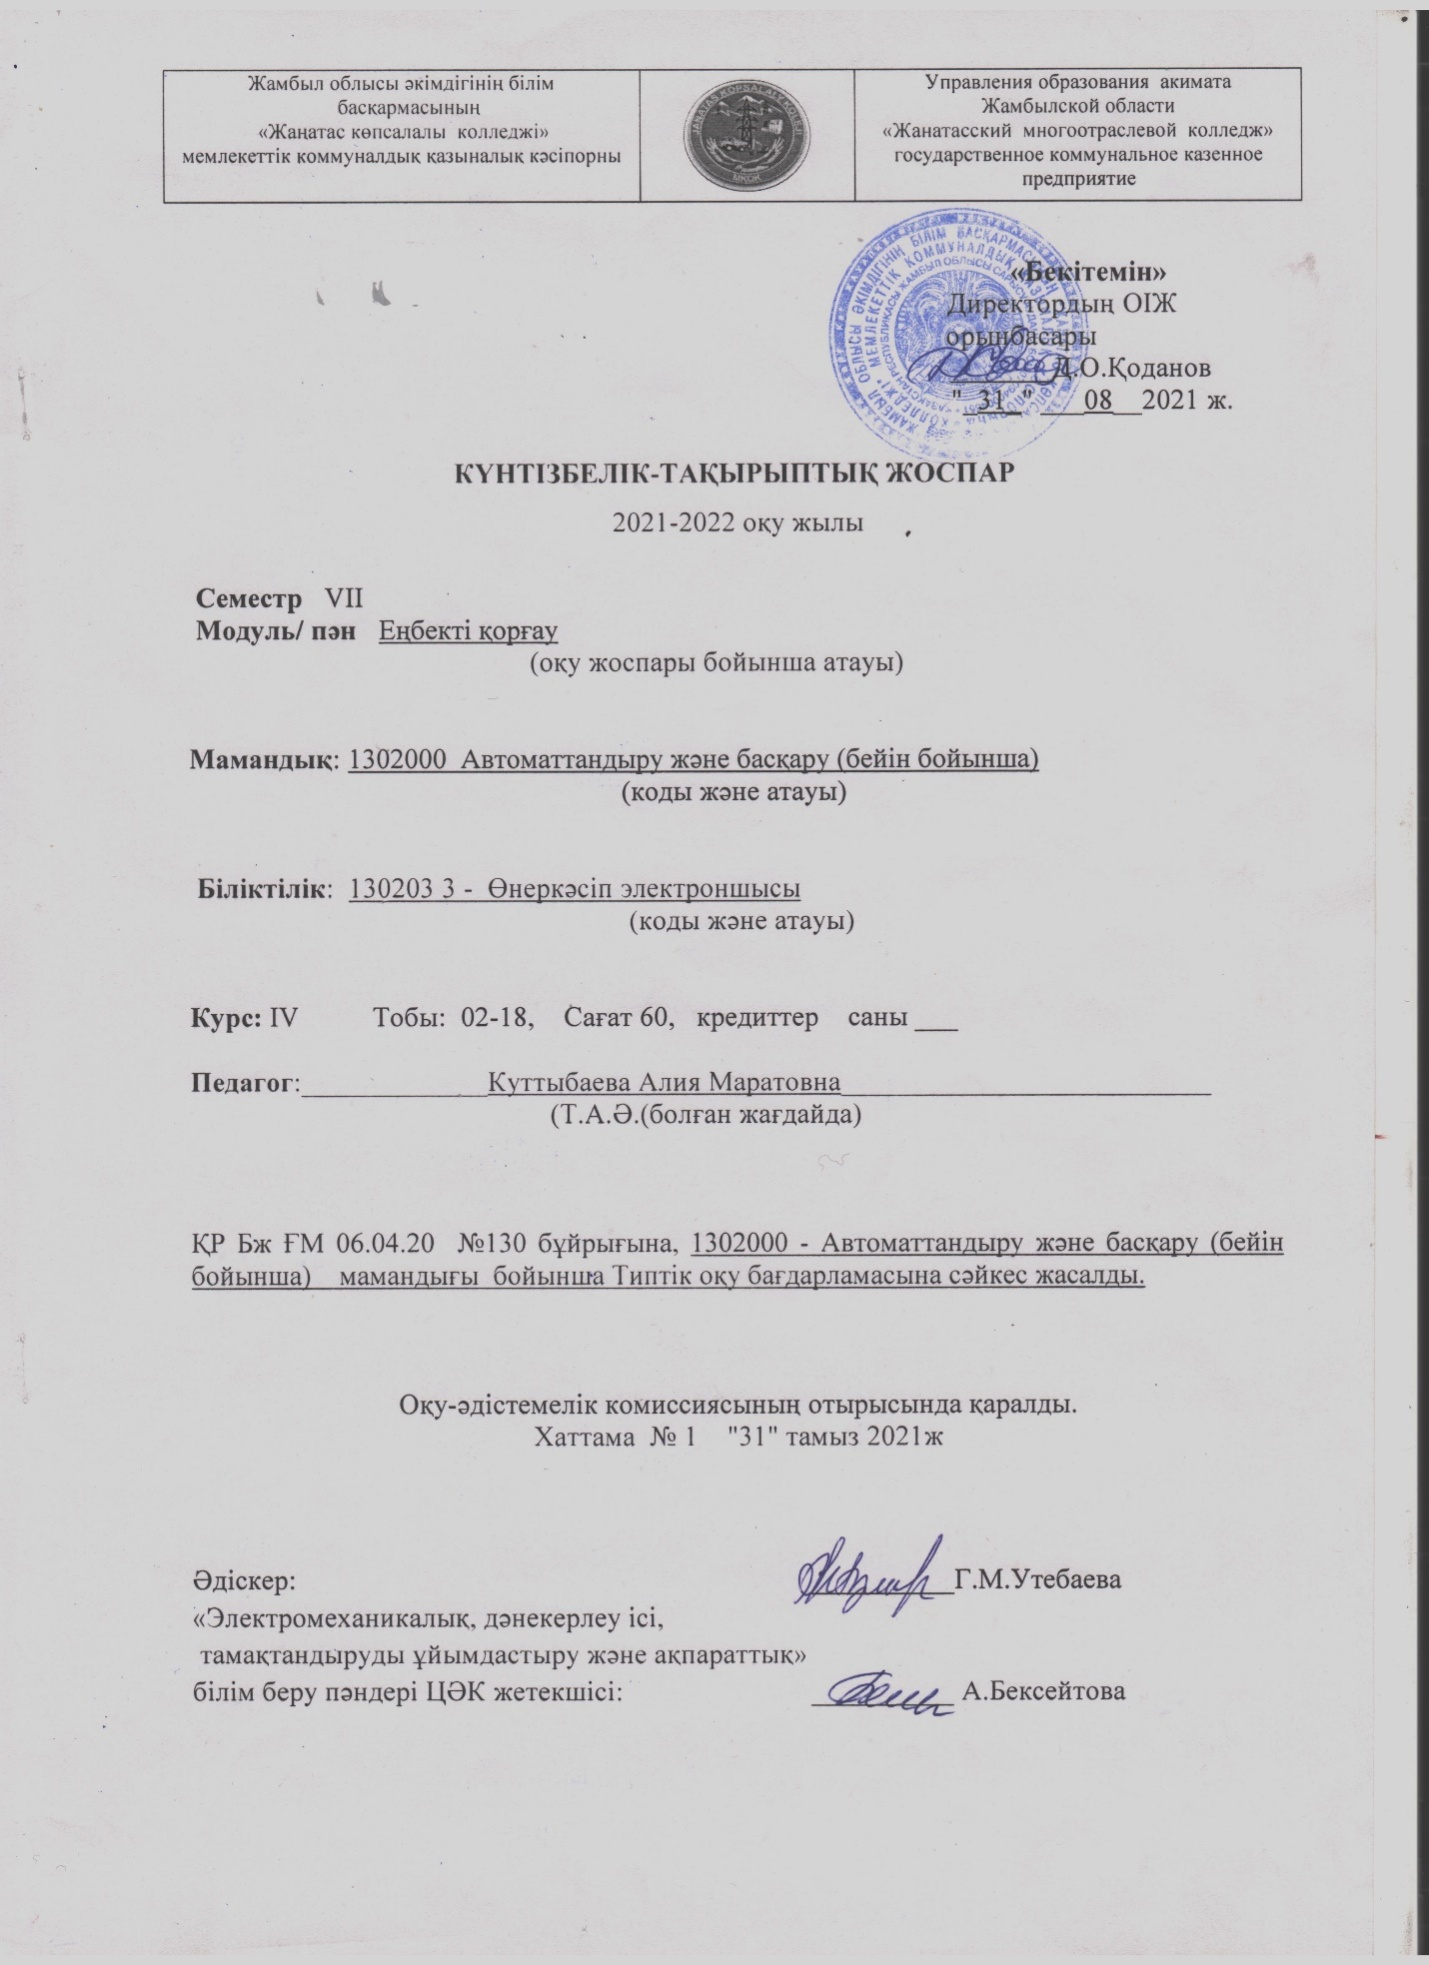 Жамбыл облысы әкімдігінің білім
басқармасының
«Жаңатас көпсалалы колледжі»
мемлекеттік коммуналдық қазыналық кәсіпорны
МКҚК
Управления образования акимата
Жамбылской области
«Жанатасский многоотраслевой колледж»
государственное коммунальное казенное
предприятие
«Бекітемін»
Директордың ОІЖ
орынбасары
Д.О.Қоданов
"_31_" ___08__2021 ж.
КҮНТІЗБЕЛІК-ТАҚЫРЫПТЫҚ ЖОСПАР
2021-2022 оқу жылы
Семестр VII
Модуль/ пән Еңбекті қорғау
(оқу жоспары бойынша атауы)
Мамандық: 1302000 Автоматтандыру және басқару (бейін бойынша)
(коды және атауы)
Біліктілік: 130203 3 - Өнеркәсіп электроншысы
(коды және атауы)
Курс: IV Тобы: 02-18, Сағат 60, кредиттер саны ___
Педагог:_____________Куттыбаева Алия Маратовна__________________________
(Т.А.Ә.(болған жағдайда)
ҚР Бж ҒМ 06.04.20 №130 бұйрығына, 1302000 - Автоматтандыру және басқару (бейін
бойынша) мамандығы бойынша Типтік оқу бағдарламасына сәйкес жасалды.
Оқу-әдістемелік комиссиясының отырысында қаралды.
Хаттама № 1 "31" тамыз 2021ж
Әдіскер: __________Г.М.Утебаева
«Электромеханикалық, дәнекерлеу ісі,
тамақтандыруды ұйымдастыру және ақпараттық»
білім беру пәндері ЦӘК жетекшісі: __________ А.Бексейтова